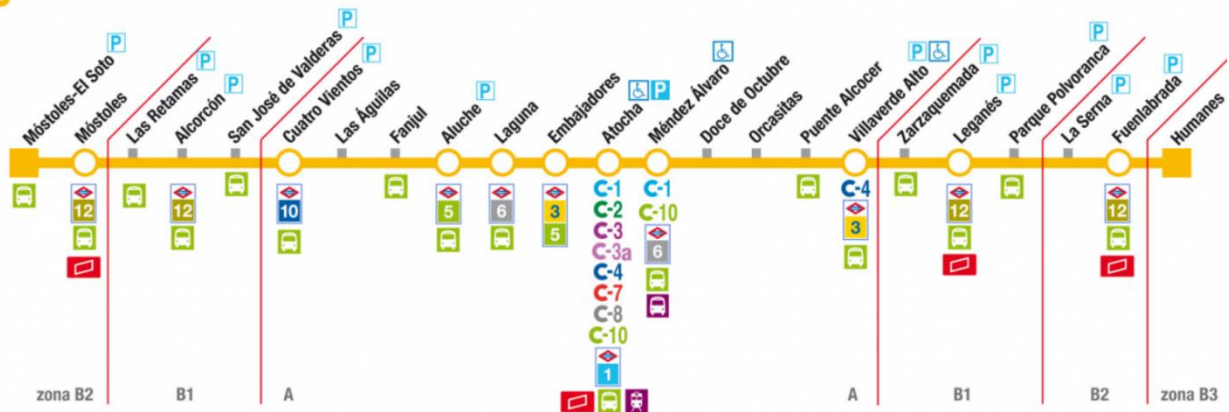 Móstoles-El Soto P
Móstoles
Las Retamas P
Alcorcón P
San José de Valderas P
Cuatro Vientos P
Las Águilas
Fanjul
Aluche P
Laguna
Embajadores
Atocha P
Méndez Álvaro
Doce de Octubre
Orcasitas
Puente Alcocer
Villaverde Alto P
Zarzaquemada P
Leganés P
Parque Polvoranca
La Serna P
Fuenlabrada P
Humanes
12
12
10
5
6
3
5
C-1
C-2
C-3
C-3a
C-4
C-7
C-8
C-10
1
C-1
C-10
6
C-4
3
12
12
zona B2
B1
A
A
B1
B2
zona B3